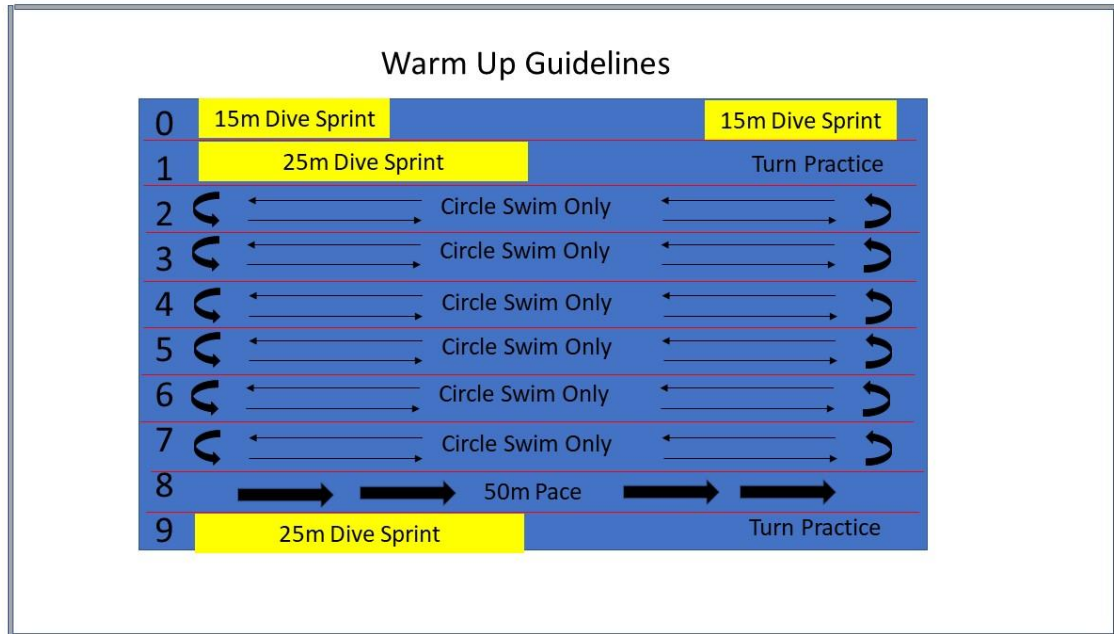 Warm Up Guidelines
0 15m Dive Sprint 15m Dive Sprint
1 25m Dive Sprint Turn Practice
2 Circle Swim Only
3 Circle Swim Only
4 Circle Swim Only
5 Circle Swim Only
6 Circle Swim Only
7 Circle Swim Only
8 50m Pace
9 25m Dive Sprint Turn Practice